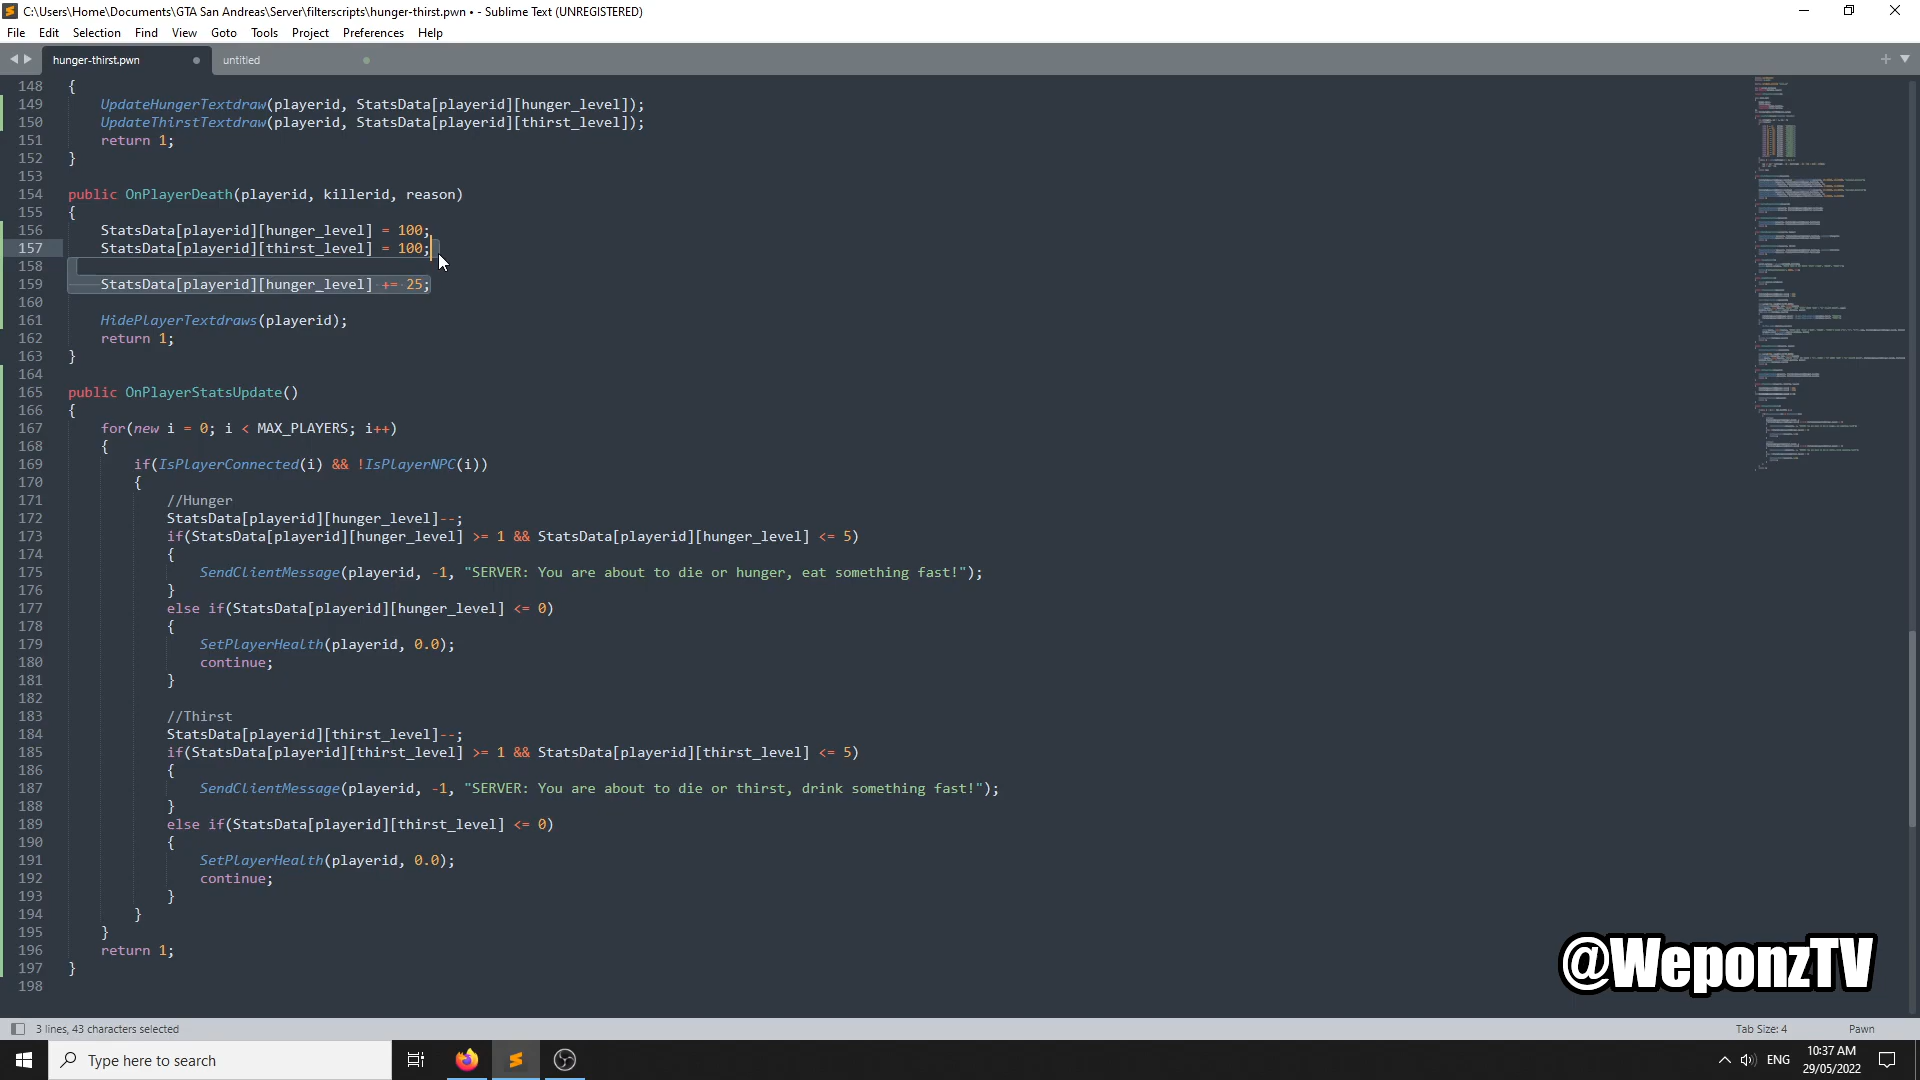 C:\Users\Home\Documents\GTA San Andreas\Server\filterscripts\hunger-thirst.pwn • - Sublime Text (UNREGISTERED)
File Edit Selection Find View Goto Tools Project Preferences Help
hunger-thirst.pwn untitled
148 {
149 UpdateHungerTextdraw(playerid, StatsData[playerid][hunger_level]);
150 UpdateThirstTextdraw(playerid, StatsData[playerid][thirst_level]);
151 return 1;
152 }
153
154 public OnPlayerDeath(playerid, killerid, reason)
155 {
156 StatsData[playerid][hunger_level] = 100;
157 StatsData[playerid][thirst_level] = 100;
158
159 StatsData[playerid][hunger_level] += 25;
160
161 HidePlayerTextdraws(playerid);
162 return 1;
163 }
164
165 public OnPlayerStatsUpdate()
166 {
167 for(new i = 0; i < MAX_PLAYERS; i++)
168 {
169 if(IsPlayerConnected(i) && !IsPlayerNPC(i))
170 {
171 //Hunger
172 StatsData[playerid][hunger_level]--;
173 if(StatsData[playerid][hunger_level] >= 1 && StatsData[playerid][hunger_level] <= 5)
174 {
175 SendClientMessage(playerid, -1, "SERVER: You are about to die or hunger, eat something fast!");
176 }
177 else if(StatsData[playerid][hunger_level] <= 0)
178 {
179 SetPlayerHealth(playerid, 0.0);
180 continue;
181 }
182
183 //Thirst
184 StatsData[playerid][thirst_level]--;
185 if(StatsData[playerid][thirst_level] >= 1 && StatsData[playerid][thirst_level] <= 5)
186 {
187 SendClientMessage(playerid, -1, "SERVER: You are about to die or thirst, drink something fast!");
188 }
189 else if(StatsData[playerid][thirst_level] <= 0)
190 {
191 SetPlayerHealth(playerid, 0.0);
192 continue;
193 }
194 }
195 }
196 return 1;
197 }
198
@WeponzTV
3 lines, 43 characters selected Tab Size: 4 Pawn
Type here to search ENG 10:37 AM
29/05/2022